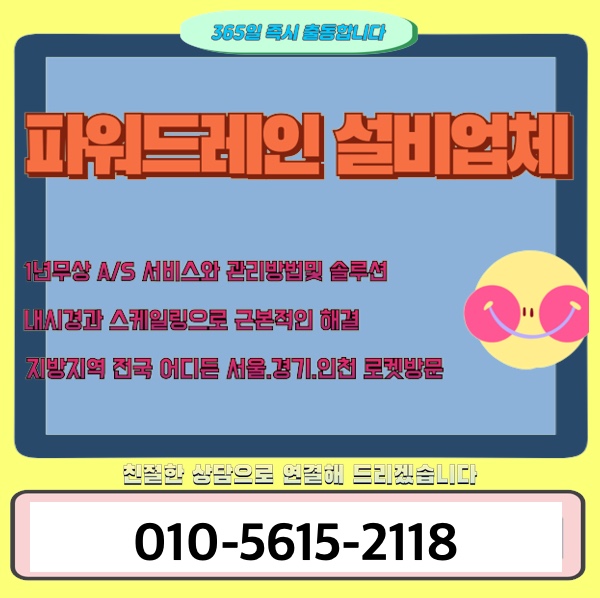 365일 즉시 출동합니다
파워드레인 설비업체
1년무상 A/S 서비스와 관리방법및 솔루션
내시경과 스케일링으로 근본적인 해결
지방지역 전국 어디든 서울.경기.인천 로켓방문
친절한 상담으로 연결해 드리겠습니다
010-5615-2118